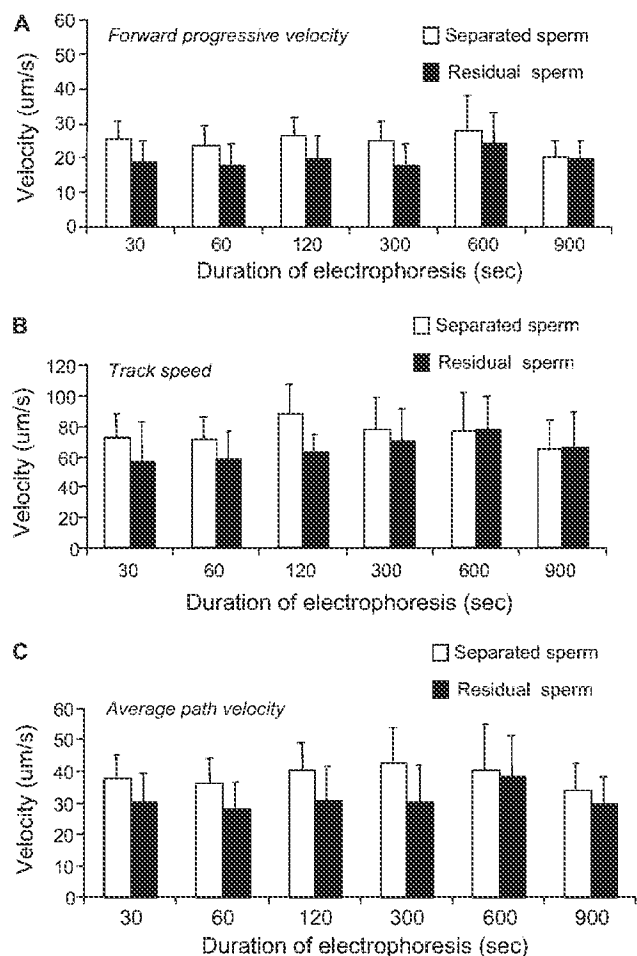 A
Forward progressive velocity
Separated sperm
Residual sperm
Velocity (um/s)
60
50
40
30
20
10
0
30 60 120 300 600 900
Duration of electrophoresis (sec)
B
Separated sperm
Residual sperm
Track speed
Velocity (um/s)
120
100
80
60
40
20
0
30 60 120 300 600 900
Duration of electrophoresis (sec)
C
Separated sperm
Residual sperm
Average path velocity
Velocity (um/s)
60
50
40
30
20
10
0
30 60 120 300 600 900
Duration of electrophoresis (sec)